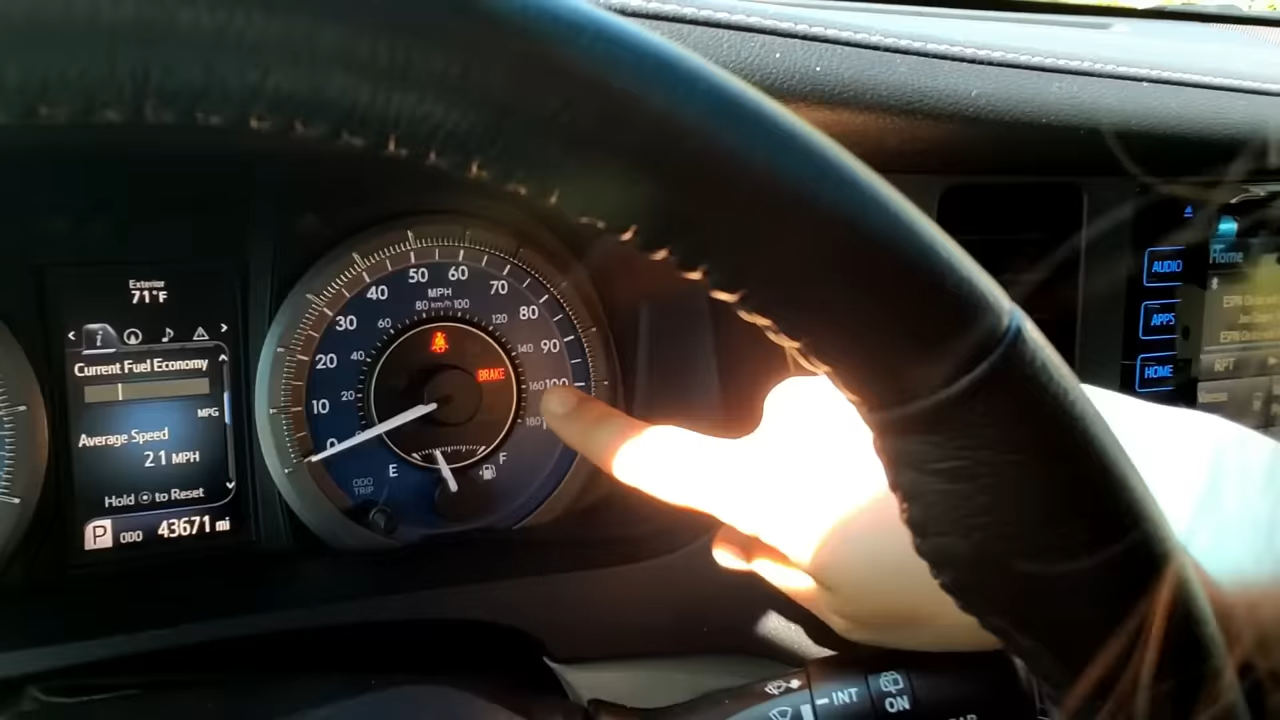 Exterior
71°F
Current Fuel Economy
MPG
Average Speed
21 MPH
Hold to Reset
P ODO 43671 mi
0
10
20
30
40
50
60
70
80
90
100
MPH
km/h
20
40
60
80
100
120
140
160
180
BRAKE
E
F
ODO
TRIP
AUDIO
APPS
HOME
Home
RPT
INT
ON